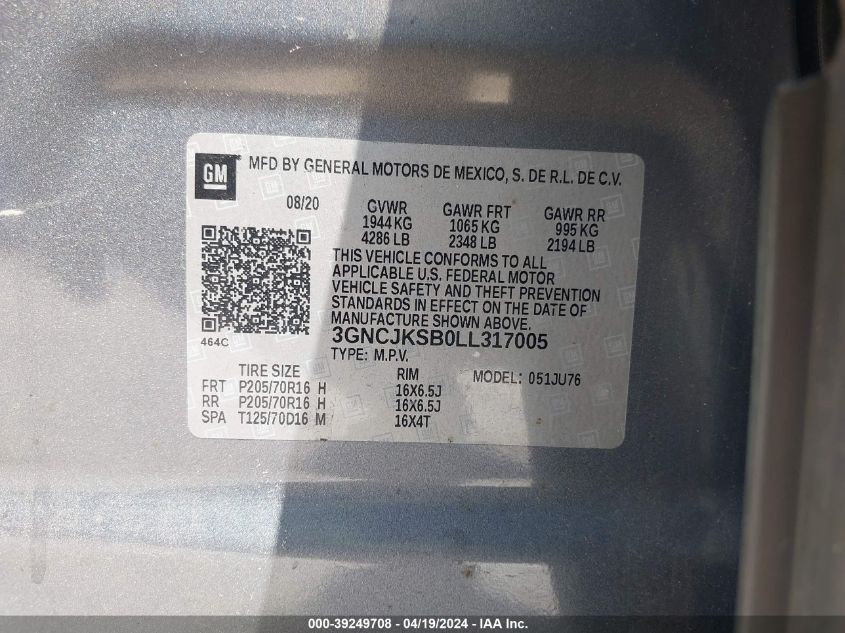 GM
MFD BY GENERAL MOTORS DE MEXICO, S. DE R.L. DE C.V.
08/20
GVWR GAWR FRT GAWR RR
1944 KG 1065 KG 995 KG
4286 LB 2348 LB 2194 LB
THIS VEHICLE CONFORMS TO ALL
APPLICABLE U.S. FEDERAL MOTOR
VEHICLE SAFETY AND THEFT PREVENTION
STANDARDS IN EFFECT ON THE DATE OF
MANUFACTURE SHOWN ABOVE.
464C
3GNCJKSB0LL317005
TYPE: M.P.V.
TIRE SIZE RIM MODEL: 051JU76
FRT P205/70R16 H 16X6.5J
RR P205/70R16 H 16X6.5J
SPA T125/70D16 M 16X4T
000-39249708 - 04/19/2024 - IAA Inc.